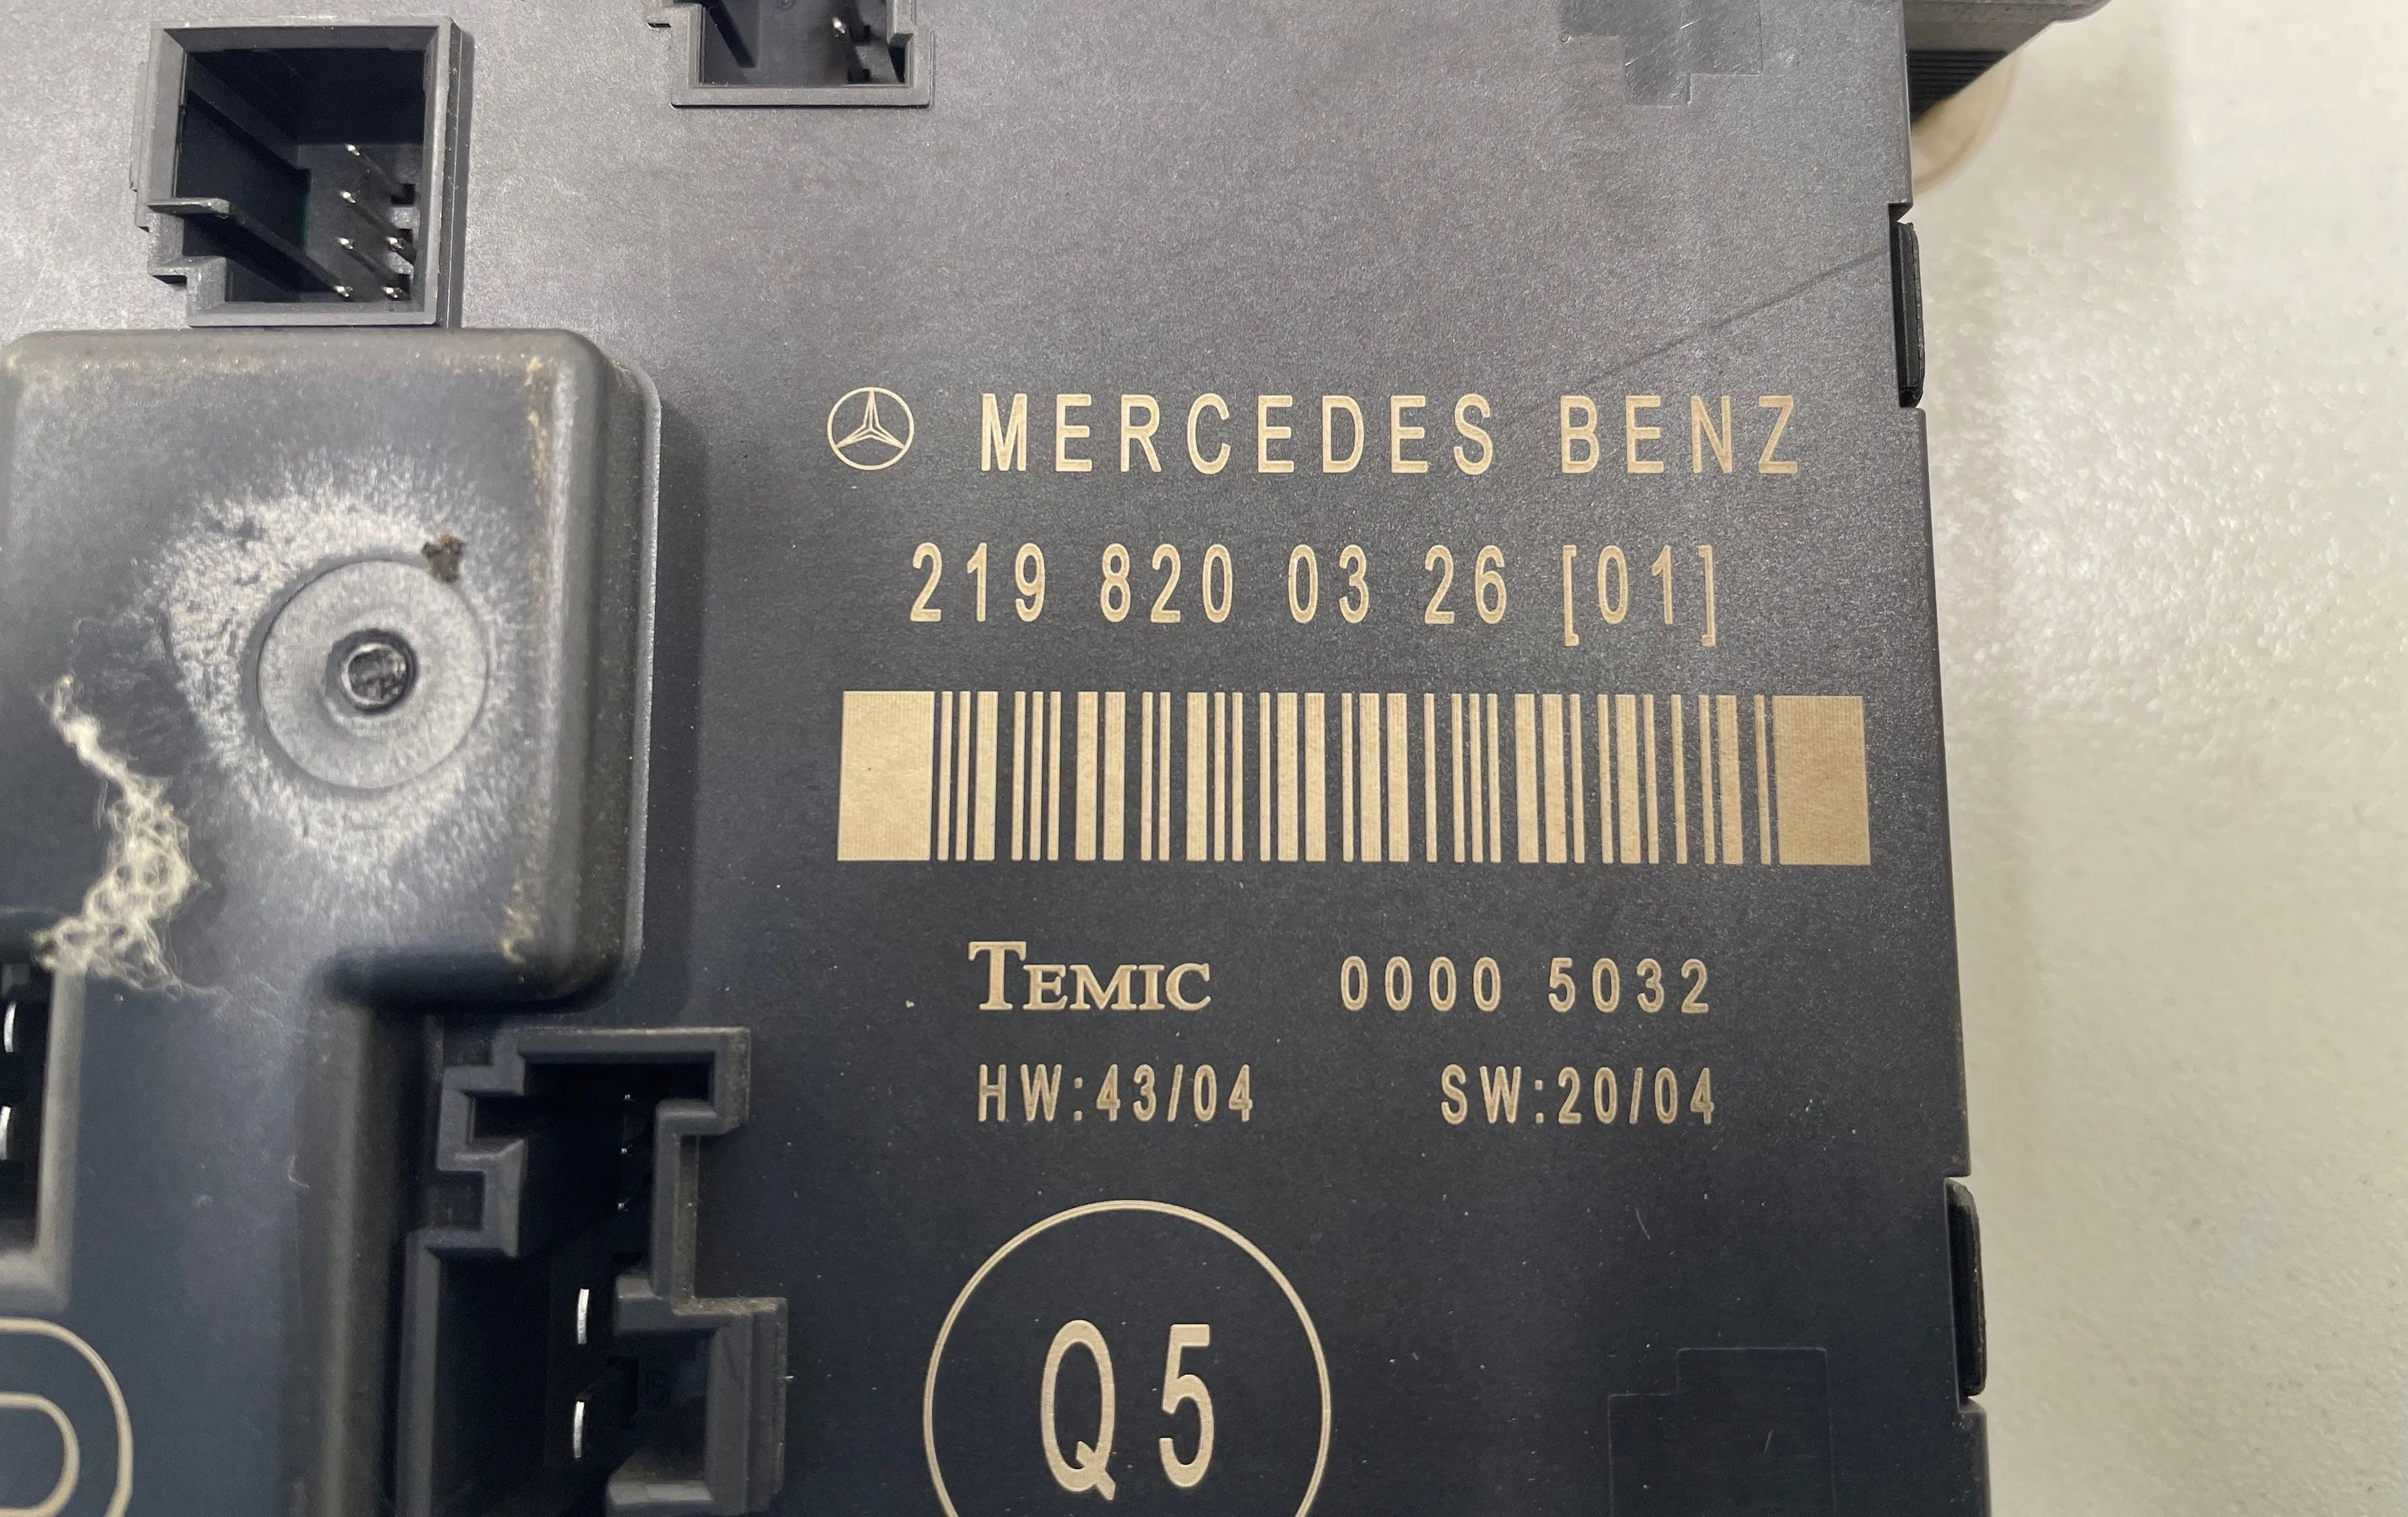 MERCEDES BENZ
219 820 03 26 [01]
TEMIC 0000 5032
HW:43/04 SW:20/04
Q5